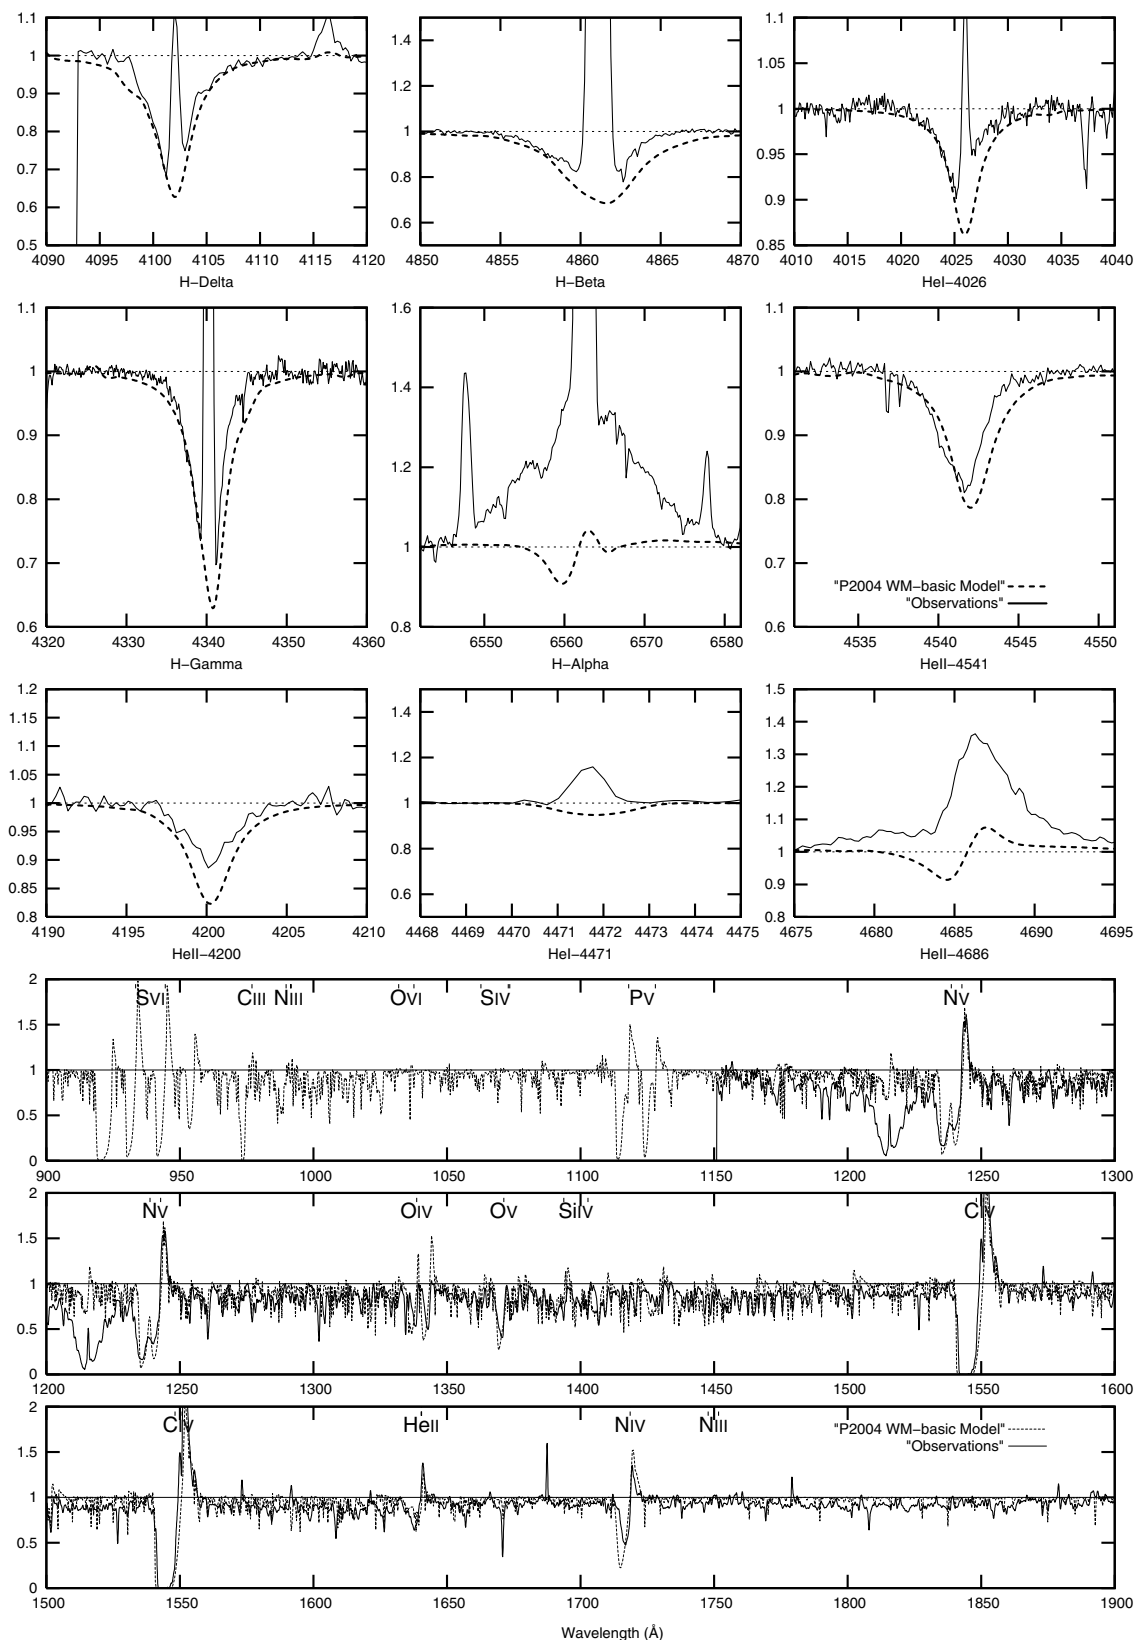 1.1
1
0.9
0.8
0.7
0.6
0.5
4090 4095 4100 4105 4110 4115 4120
H–Delta
1.4
1.2
1
0.8
0.6
4850 4855 4860 4865 4870
H–Beta
1.1
1.05
1
0.95
0.9
0.85
4010 4015 4020 4025 4030 4035 4040
HeI–4026
1.1
1
0.9
0.8
0.7
0.6
4320 4330 4340 4350 4360
H–Gamma
1.6
1.4
1.2
1
0.8
6550 6560 6570 6580
H–Alpha
1.1
1
0.9
0.8
0.7
0.6
"P2004 WM–basic Model"
"Observations"
4535 4540 4545 4550
HeII–4541
1.2
1.15
1.1
1.05
1
0.95
0.9
0.85
0.8
4190 4195 4200 4205 4210
HeII–4200
1.4
1.2
1
0.8
0.6
4468 4469 4470 4471 4472 4473 4474 4475
HeI–4471
1.5
1.4
1.3
1.2
1.1
1
0.9
0.8
4675 4680 4685 4690 4695
HeII–4686
2
1.5
1
0.5
0
SVI CIII NIII OVI SIV PV NV
900 950 1000 1050 1100 1150 1200 1250 1300
2
1.5
1
0.5
0
NV OIV OV SiIV CIV
1200 1250 1300 1350 1400 1450 1500 1550 1600
2
1.5
1
0.5
0
CIV HeII NIV NIII
"P2004 WM–basic Model"
"Observations"
1500 1550 1600 1650 1700 1750 1800 1850 1900
Wavelength (Å)